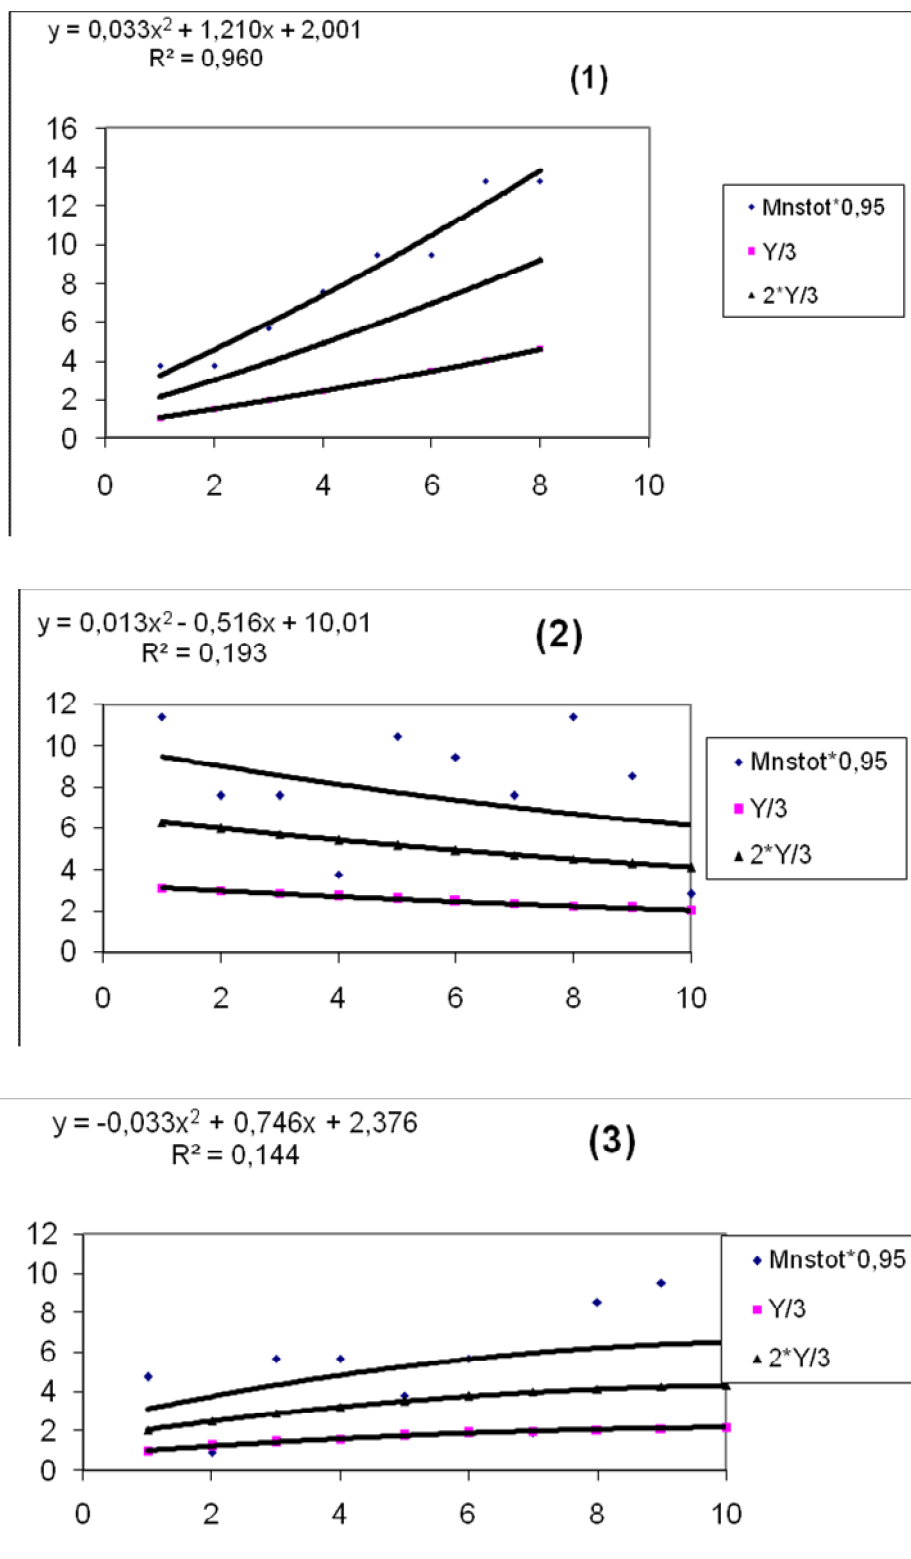 y = 0,033x² + 1,210x + 2,001
R² = 0,960
(1)
16
14
12
10
8
6
4
2
0
0 2 4 6 8 10
Mnstot*0,95
Y/3
2*Y/3
y = 0,013x² - 0,516x + 10,01
R² = 0,193
(2)
12
10
8
6
4
2
0
0 2 4 6 8 10
Mnstot*0,95
Y/3
2*Y/3
y = -0,033x² + 0,746x + 2,376
R² = 0,144
(3)
12
10
8
6
4
2
0
0 2 4 6 8 10
Mnstot*0,95
Y/3
2*Y/3